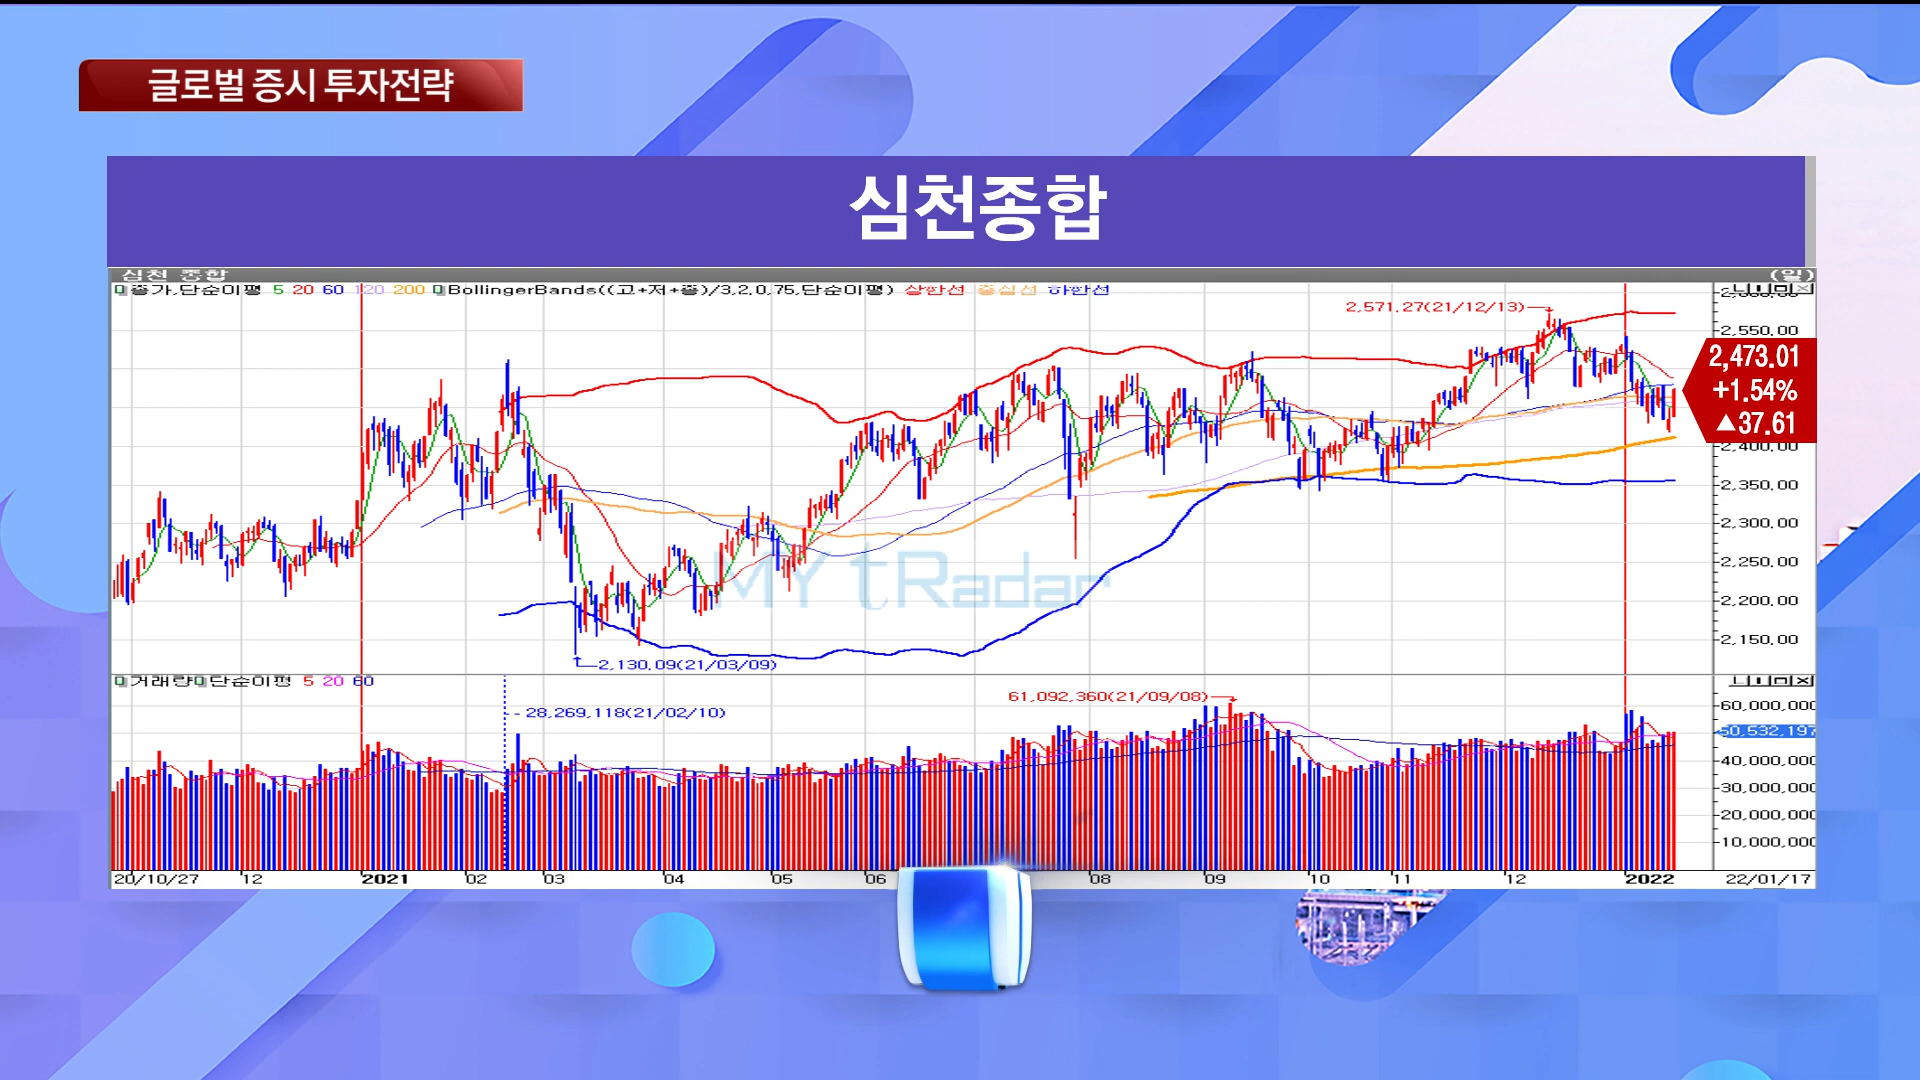 글로벌 증시 투자전략
심천종합
심천 종합 (일)
종가,단순이평 5 20 60 120 200 BollingerBands((고+저+종)/3,2.0,75,단순이평) 상한선 중심선 하한선
2,571.27(21/12/13)
2,550.00
2,473.01
+1.54%
▲37.61
2,400.00
2,350.00
2,300.00
2,250.00
2,200.00
2,150.00
MY tRadar
2,130.09(21/03/09)
거래량 단순이평 5 20 60
61,092,360(21/09/08)
28,269,118(21/02/10)
60,000,000
50,532,197
40,000,000
30,000,000
20,000,000
10,000,000
20/10/27 12 2021 02 03 04 05 06 08 09 10 11 12 2022 22/01/17